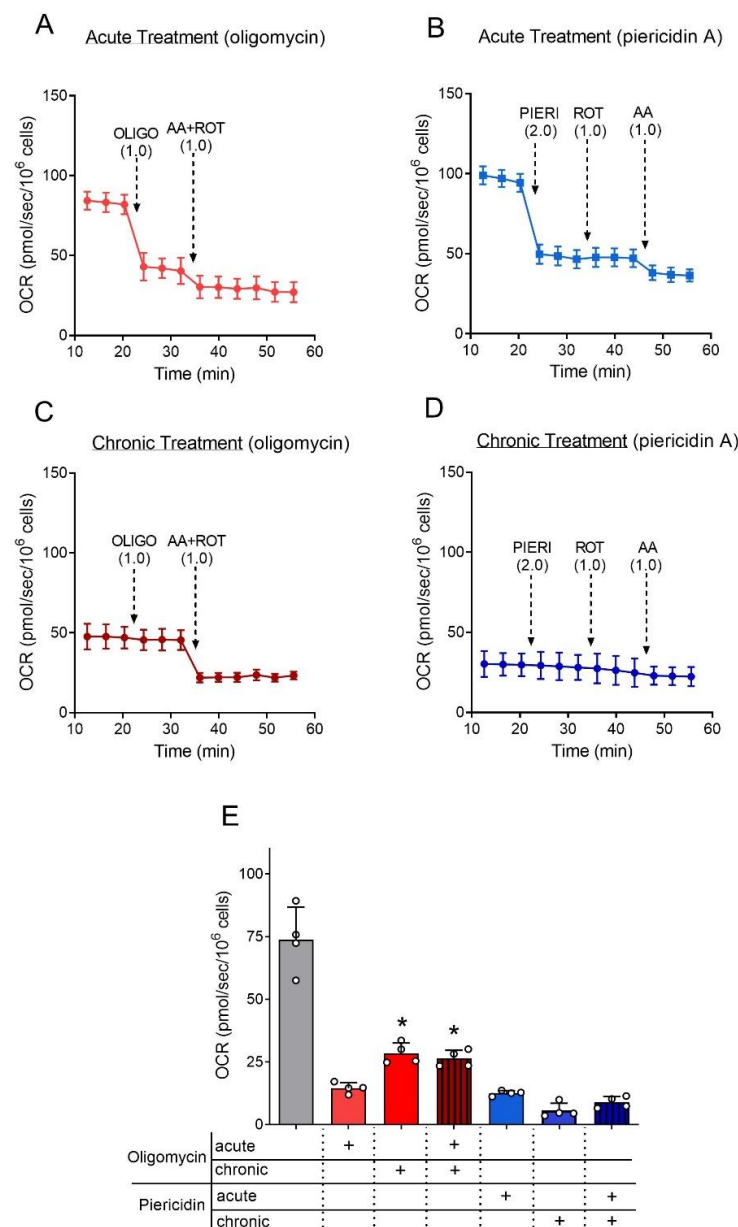 A
Acute Treatment (oligomycin)
150
100
50
0
OCR (pmol/sec/10⁶ cells)
OLIGO
(1.0)
AA+ROT
(1.0)
10 20 30 40 50 60
Time (min)
B
Acute Treatment (piericidin A)
150
100
50
0
OCR (pmol/sec/10⁶ cells)
PIERI
(2.0)
ROT
(1.0)
AA
(1.0)
10 20 30 40 50 60
Time (min)
C
Chronic Treatment (oligomycin)
150
100
50
0
OCR (pmol/sec/10⁶ cells)
OLIGO
(1.0)
AA+ROT
(1.0)
10 20 30 40 50 60
Time (min)
D
Chronic Treatment (piericidin A)
150
100
50
0
OCR (pmol/sec/10⁶ cells)
PIERI
(2.0)
ROT
(1.0)
AA
(1.0)
10 20 30 40 50 60
Time (min)
E
100
75
50
25
0
OCR (pmol/sec/10⁶ cells)
* *
Oligomycin
acute + +
chronic + +
Piericidin
acute + +
chronic + +